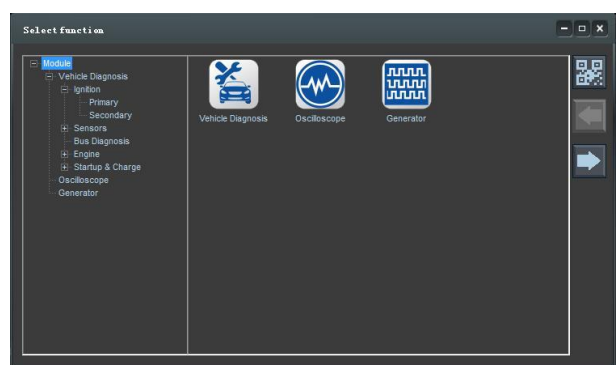 Select function
Module
Vehicle Diagnosis
Ignition
Primary
Secondary
Sensors
Bus Diagnosis
Engine
Startup & Charge
Oscilloscope
Generator
Vehicle Diagnosis Oscilloscope Generator